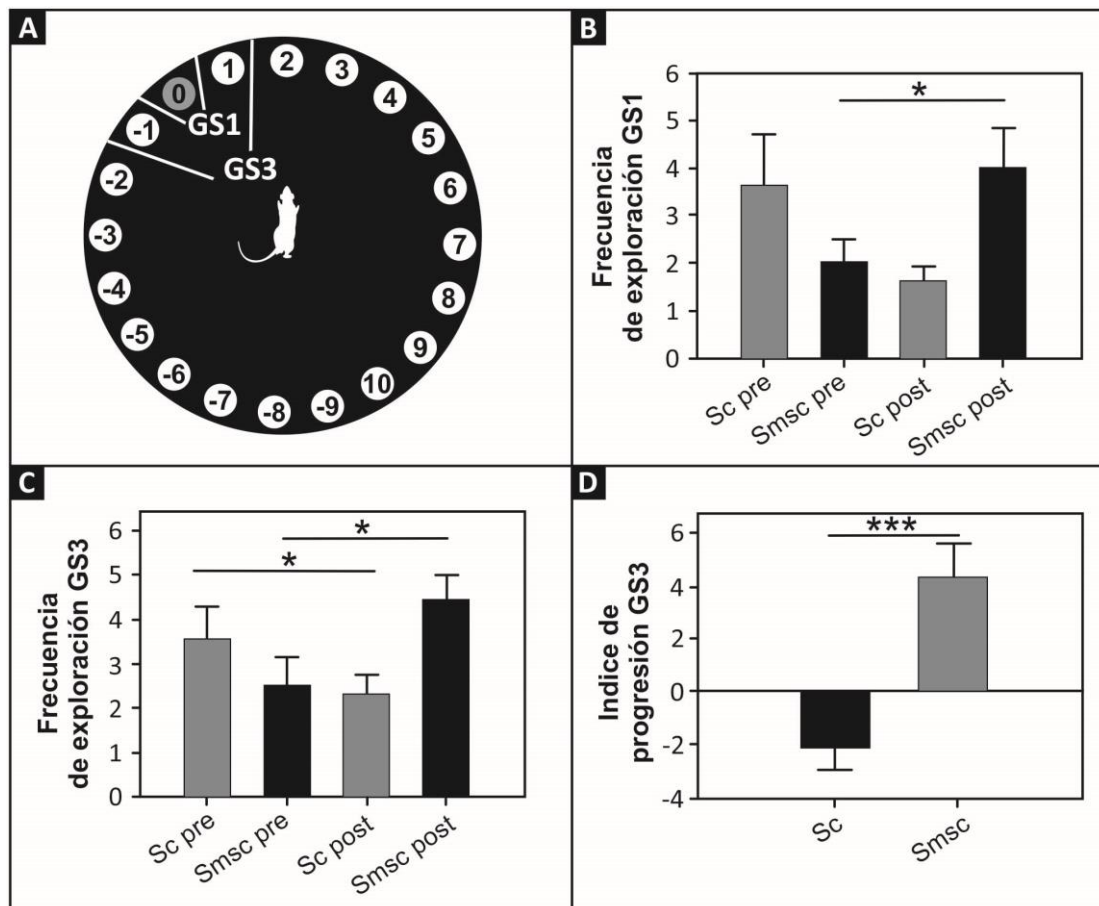 A
0
1
2
3
4
5
6
7
8
9
10
-9
-8
-7
-6
-5
-4
-3
-2
-1
GS1
GS3
B
Frecuencia
de exploración GS1
6
5
4
3
2
1
0
*
Sc pre
Smsc pre
Sc post
Smsc post
C
Frecuencia
de exploración GS3
6
5
4
3
2
1
0
*
*
Sc pre
Smsc pre
Sc post
Smsc post
D
Indice de
progresión GS3
6
4
2
0
-2
-4
***
Sc
Smsc